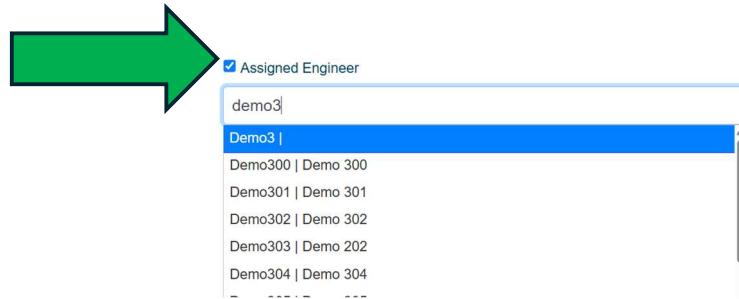 Assigned Engineer
demo3
Demo3 |
Demo300 | Demo 300
Demo301 | Demo 301
Demo302 | Demo 302
Demo303 | Demo 202
Demo304 | Demo 304